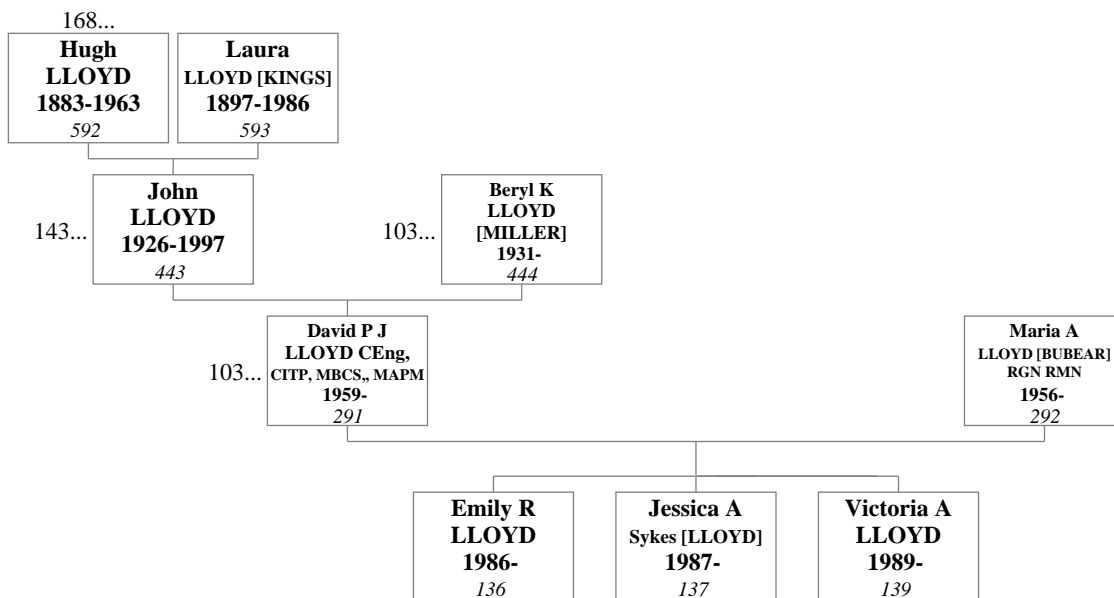 168...
Hugh
LLOYD
1883-1963
592
Laura
LLOYD [KINGS]
1897-1986
593
143...
John
LLOYD
1926-1997
443
103...
Beryl K
LLOYD
[MILLER]
1931-
444
103...
David P J
LLOYD CEng,
CITP, MBCS,, MAPM
1959-
291
Maria A
LLOYD [BUBEAR]
RGN RMN
1956-
292
Emily R
LLOYD
1986-
136
Jessica A
Sykes [LLOYD]
1987-
137
Victoria A
LLOYD
1989-
139